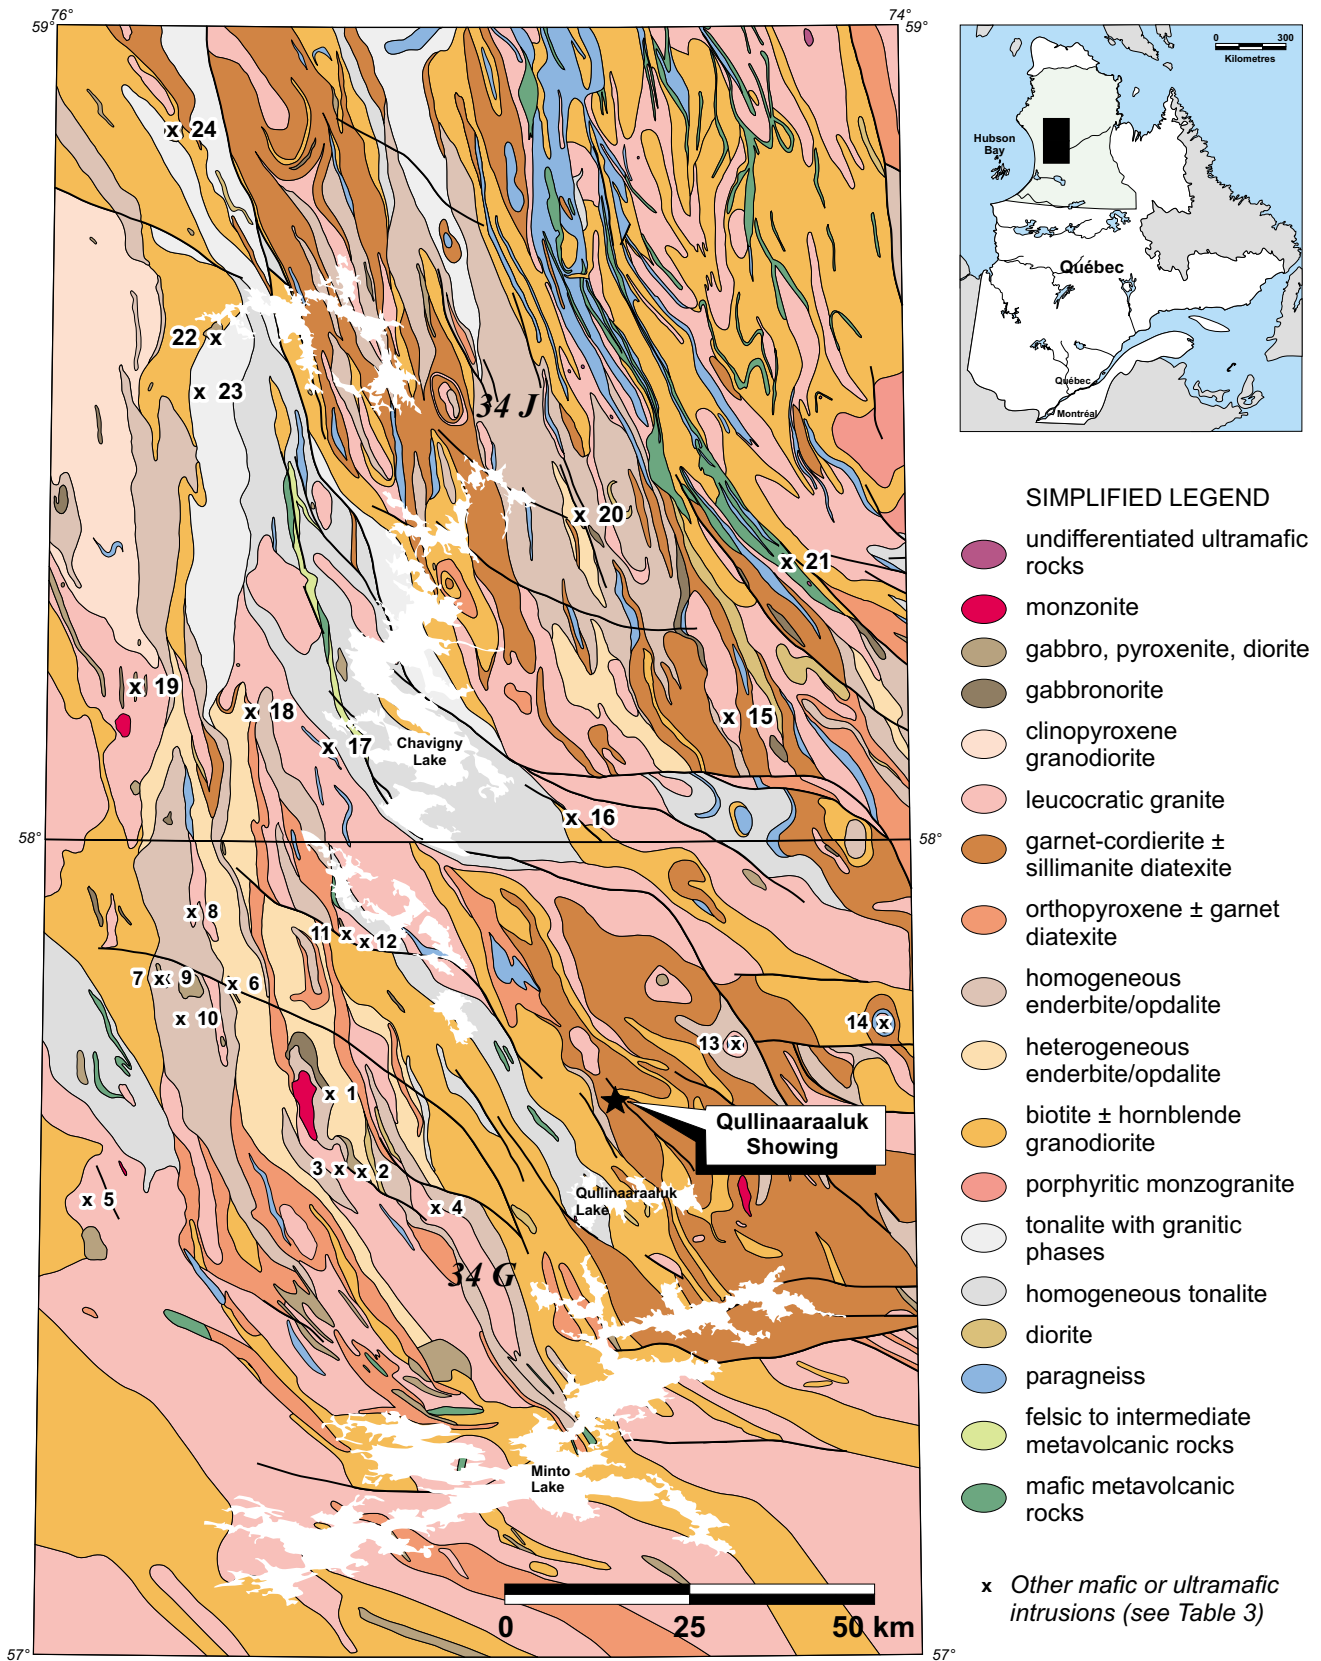 76°
74°
59°
59°
24
22
23
34 J
20
21
19
18
17
15
Chavigny
Lake
16
58°
58°
8
11
12
7
9
6
10
14
13
1
Qullinaaraaluk
Showing
3
2
5
4
Qullinaaraaluk
Lake
34 G
Minto
Lake
0
25
50 km
57°
57°
0
300
Kilometres
Hubson
Bay
Québec
Québec
Montréal
SIMPLIFIED LEGEND
undifferentiated ultramafic
rocks
monzonite
gabbro, pyroxenite, diorite
gabbronorite
clinopyroxene
granodiorite
leucocratic granite
garnet-cordierite ±
sillimanite diatexite
orthopyroxene ± garnet
diatexite
homogeneous
enderbite/opdalite
heterogeneous
enderbite/opdalite
biotite ± hornblende
granodiorite
porphyritic monzogranite
tonalite with granitic
phases
homogeneous tonalite
diorite
paragneiss
felsic to intermediate
metavolcanic rocks
mafic metavolcanic
rocks
x Other mafic or ultramafic
intrusions (see Table 3)